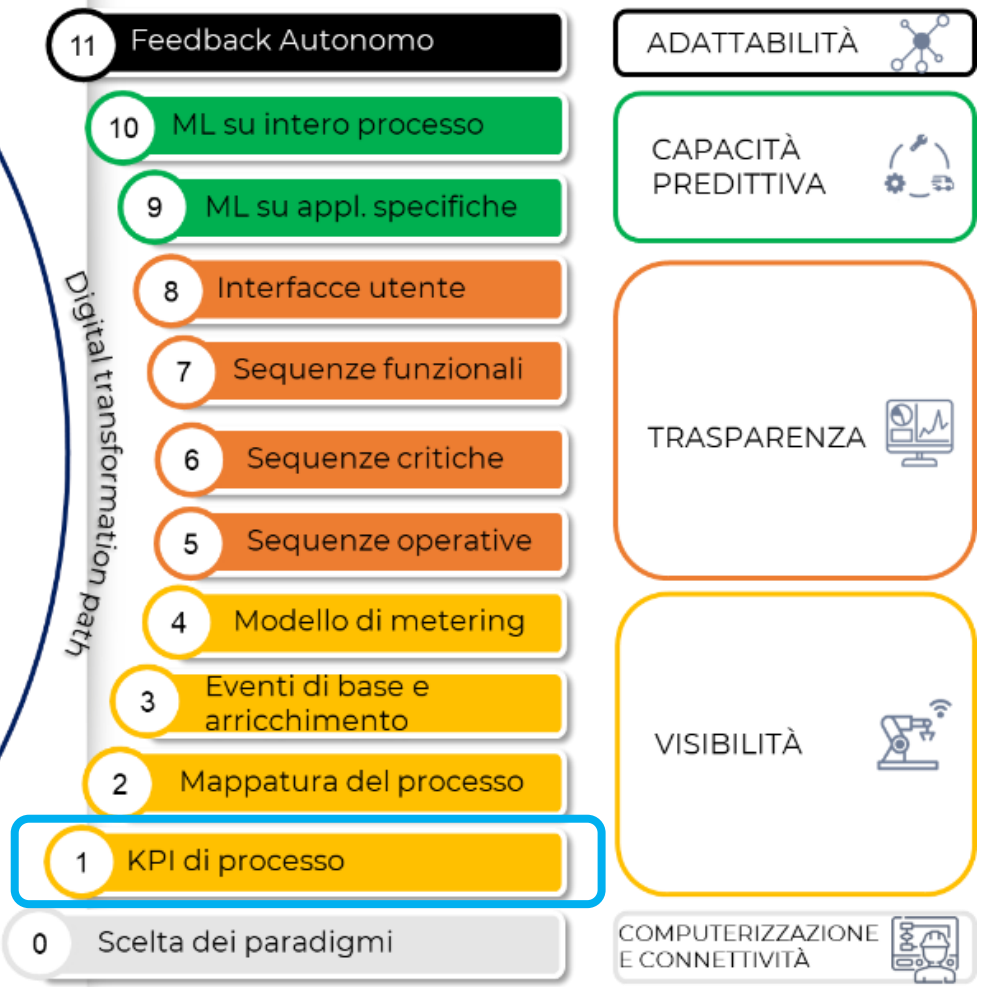 11 Feedback Autonomo
ADATTABILITÀ
10 ML su intero processo
CAPACITÀ
PREDITTIVA
9 ML su appl. specifiche
8 Interfacce utente
7 Sequenze funzionali
TRASPARENZA
6 Sequenze critiche
5 Sequenze operative
4 Modello di metering
3 Eventi di base e
arricchimento
VISIBILITÀ
2 Mappatura del processo
1 KPI di processo
0 Scelta dei paradigmi
COMPUTERIZZAZIONE
E CONNETTIVITÀ
Digital transformation path